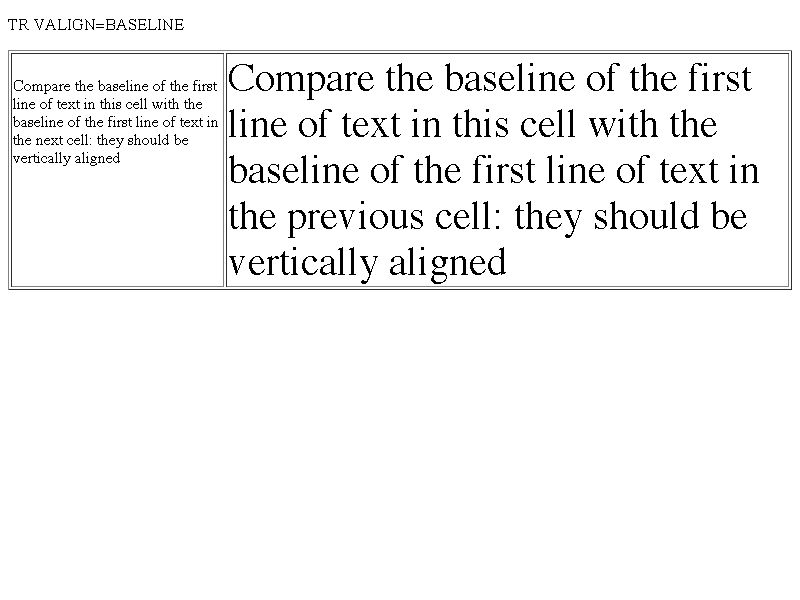 TR VALIGN=BASELINE
Compare the baseline of the first
line of text in this cell with the
baseline of the first line of text in
the next cell: they should be
vertically aligned
Compare the baseline of the first
line of text in this cell with the
baseline of the first line of text in
the previous cell: they should be
vertically aligned